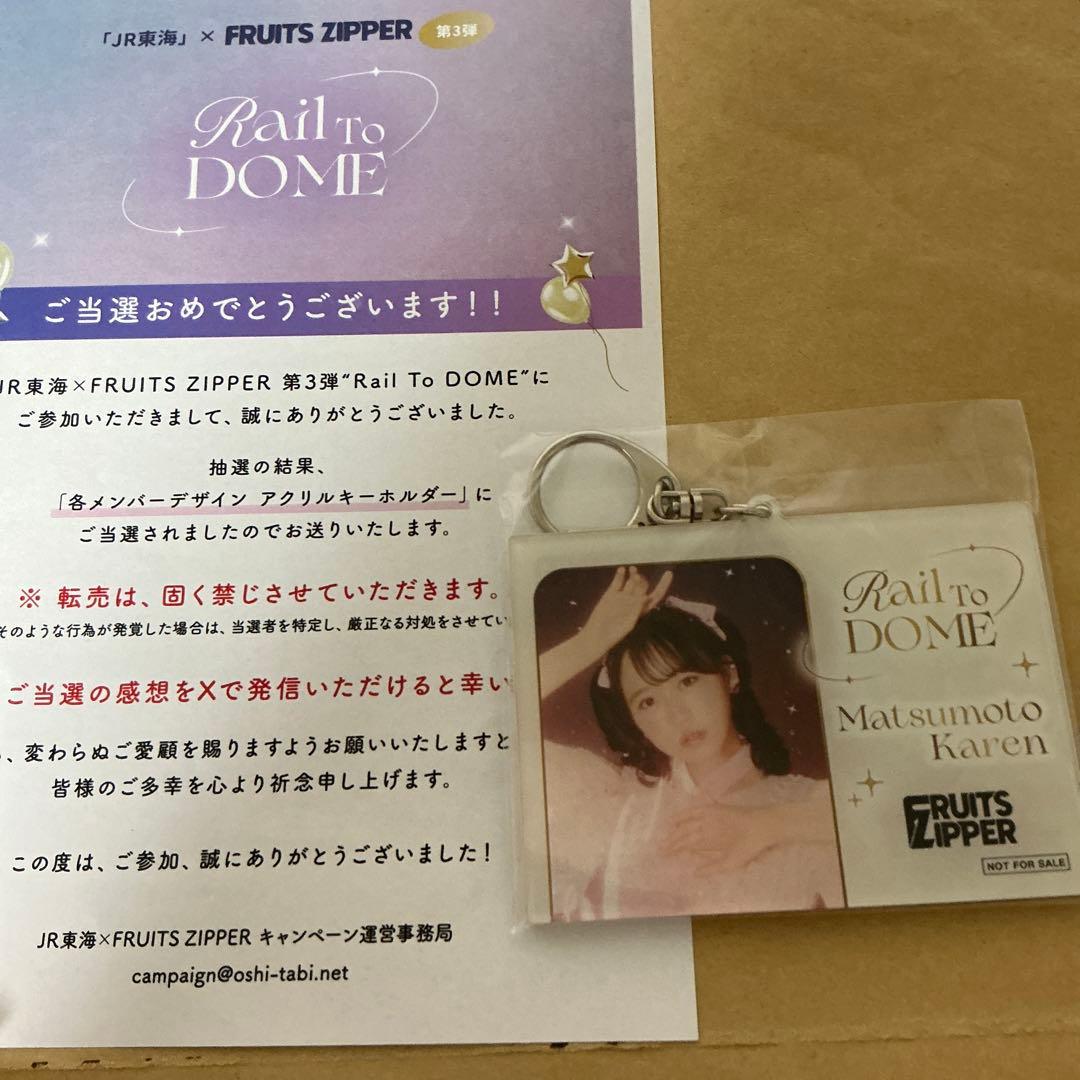 「JR東海」× FRUITS ZIPPER 第3弾
Rail To
DOME
ご当選おめでとうございます!!
JR東海×FRUITS ZIPPER 第3弾“Rail To DOME”に
ご参加いただきまして、誠にありがとうございました。
抽選の結果、
「各メンバーデザイン アクリルキーホルダー」に
ご当選されましたのでお送りいたします。
※ 転売は、固く禁じさせていただきます。
そのような行為が発覚した場合は、当選者を特定し、厳正なる対処をさせてい
ご当選の感想をXで発信いただけると幸い
、変わらぬご愛顧を賜りますようお願いいたしますと
皆様のご多幸を心より祈念申し上げます。
この度は、ご参加、誠にありがとうございました!
JR東海×FRUITS ZIPPER キャンペーン運営事務局
campaign@oshi-tabi.net
Rail To
DOME
Matsumoto
Karen
FRUITS
ZIPPER
NOT FOR SALE